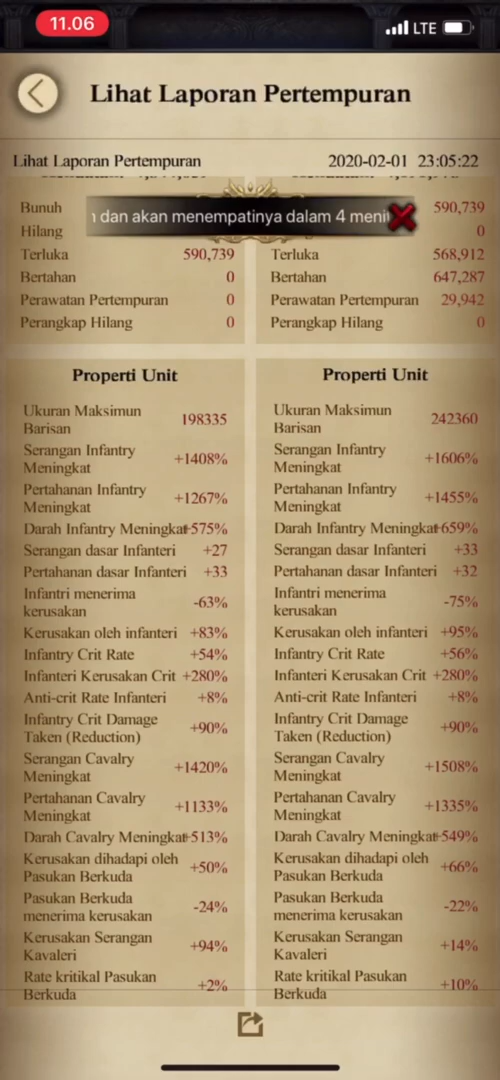 11.06
LTE
Lihat Laporan Pertempuran
Lihat Laporan Pertempuran 2020-02-01 23:05:22
Bunuh
590,739
dan akan menempatinya dalam 4
Hilang
0
Terluka 590,739
Terluka 568,912
Bertahan 0
Bertahan 647,287
Perawatan Pertempuran 0
Perawatan Pertempuran 29,942
Perangkap Hilang 0
Perangkap Hilang 0
Properti Unit
Ukuran Maksimun
Barisan
198335
Serangan Infantry
Meningkat
+1408%
Pertahanan Infantry
Meningkat
+1267%
Darah Infantry Meningkat+575%
Serangan dasar Infanteri +27
Pertahanan dasar Infanteri +33
Infantri menerima
kerusakan
-63%
Kerusakan oleh infanteri +83%
Infantry Crit Rate +54%
Infanteri Kerusakan Crit +280%
Anti-crit Rate Infanteri +8%
Infantry Crit Damage
Taken (Reduction)
+90%
Serangan Cavalry
Meningkat
+1420%
Pertahanan Cavalry
Meningkat
+1133%
Darah Cavalry Meningkat+513%
Kerusakan dihadapi oleh
Pasukan Berkuda
+50%
Pasukan Berkuda
menerima kerusakan
-24%
Kerusakan Serangan
Kavaleri
+94%
Rate kritikal Pasukan
Berkuda
+2%
Properti Unit
Ukuran Maksimun
Barisan
242360
Serangan Infantry
Meningkat
+1606%
Pertahanan Infantry
Meningkat
+1455%
Darah Infantry Meningkat+659%
Serangan dasar Infanteri +33
Pertahanan dasar Infanteri +32
Infantri menerima
kerusakan
-75%
Kerusakan oleh infanteri +95%
Infantry Crit Rate +56%
Infanteri Kerusakan Crit +280%
Anti-crit Rate Infanteri +8%
Infantry Crit Damage
Taken (Reduction)
+90%
Serangan Cavalry
Meningkat
+1508%
Pertahanan Cavalry
Meningkat
+1335%
Darah Cavalry Meningkat+549%
Kerusakan dihadapi oleh
Pasukan Berkuda
+66%
Pasukan Berkuda
menerima kerusakan
-22%
Kerusakan Serangan
Kavaleri
+14%
Rate kritikal Pasukan
Berkuda
+10%